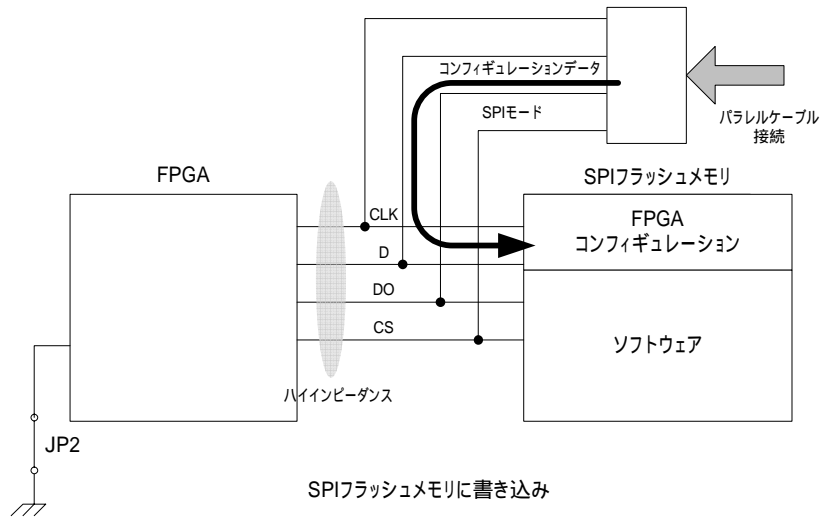 コンフィギュレーションデータ
SPIモード
パラレルケーブル
接続
FPGA
SPIフラッシュメモリ
CLK
FPGA
コンフィギュレーション
D
DO
CS
ソフトウェア
ハイインピーダンス
JP2
SPIフラッシュメモリに書き込み